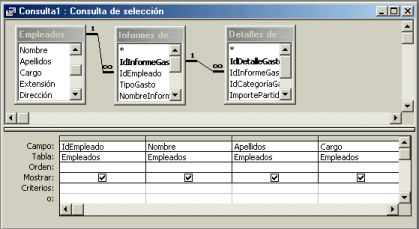 Consulta1 : Consulta de selección
Empleados
Nombre
Apellidos
Cargo
Extensión
Dirección
1
∞
Informes de ...
*
IdInformeGas
IdEmpleado
TipoGasto
NombreInform
1
∞
Detalles de ...
*
IdDetalleGast
IdInformeGas
IdCategoríaG
ImportePartid
Campo: IdEmpleado Nombre Apellidos Cargo
Tabla: Empleados Empleados Empleados Empleados
Orden:
Mostrar:
Criterios:
o: